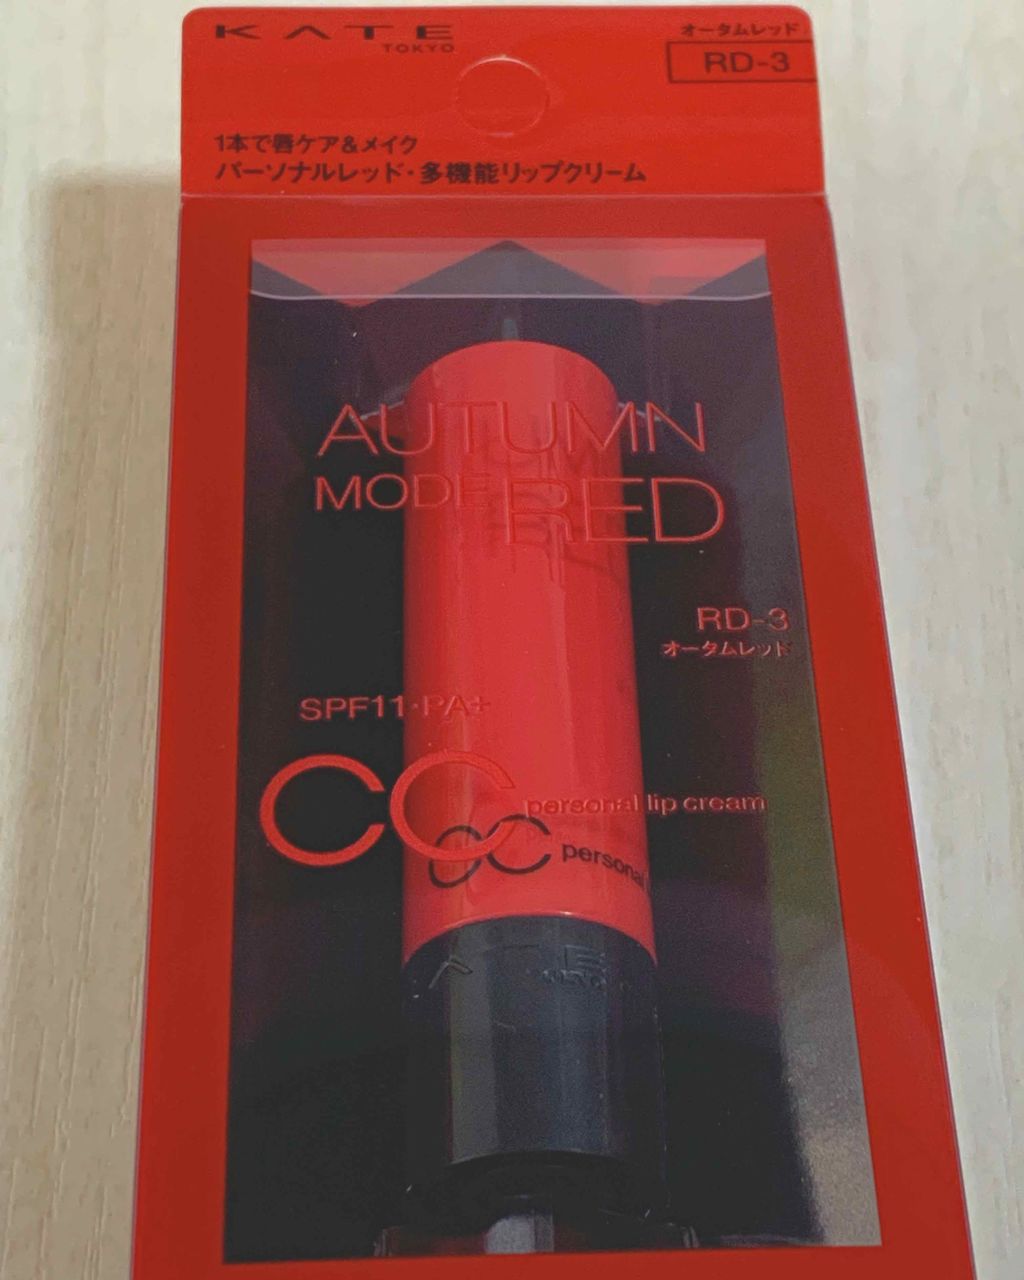 KATE
TOKYO
オータムレッド
RD-3
1本で唇ケア&メイク
パーソナルレッド・多機能リップクリーム
AUTUMN
MODE RED
RD-3
オータムレッド
SPF11・PA+
CC personal lip cream
CC personal